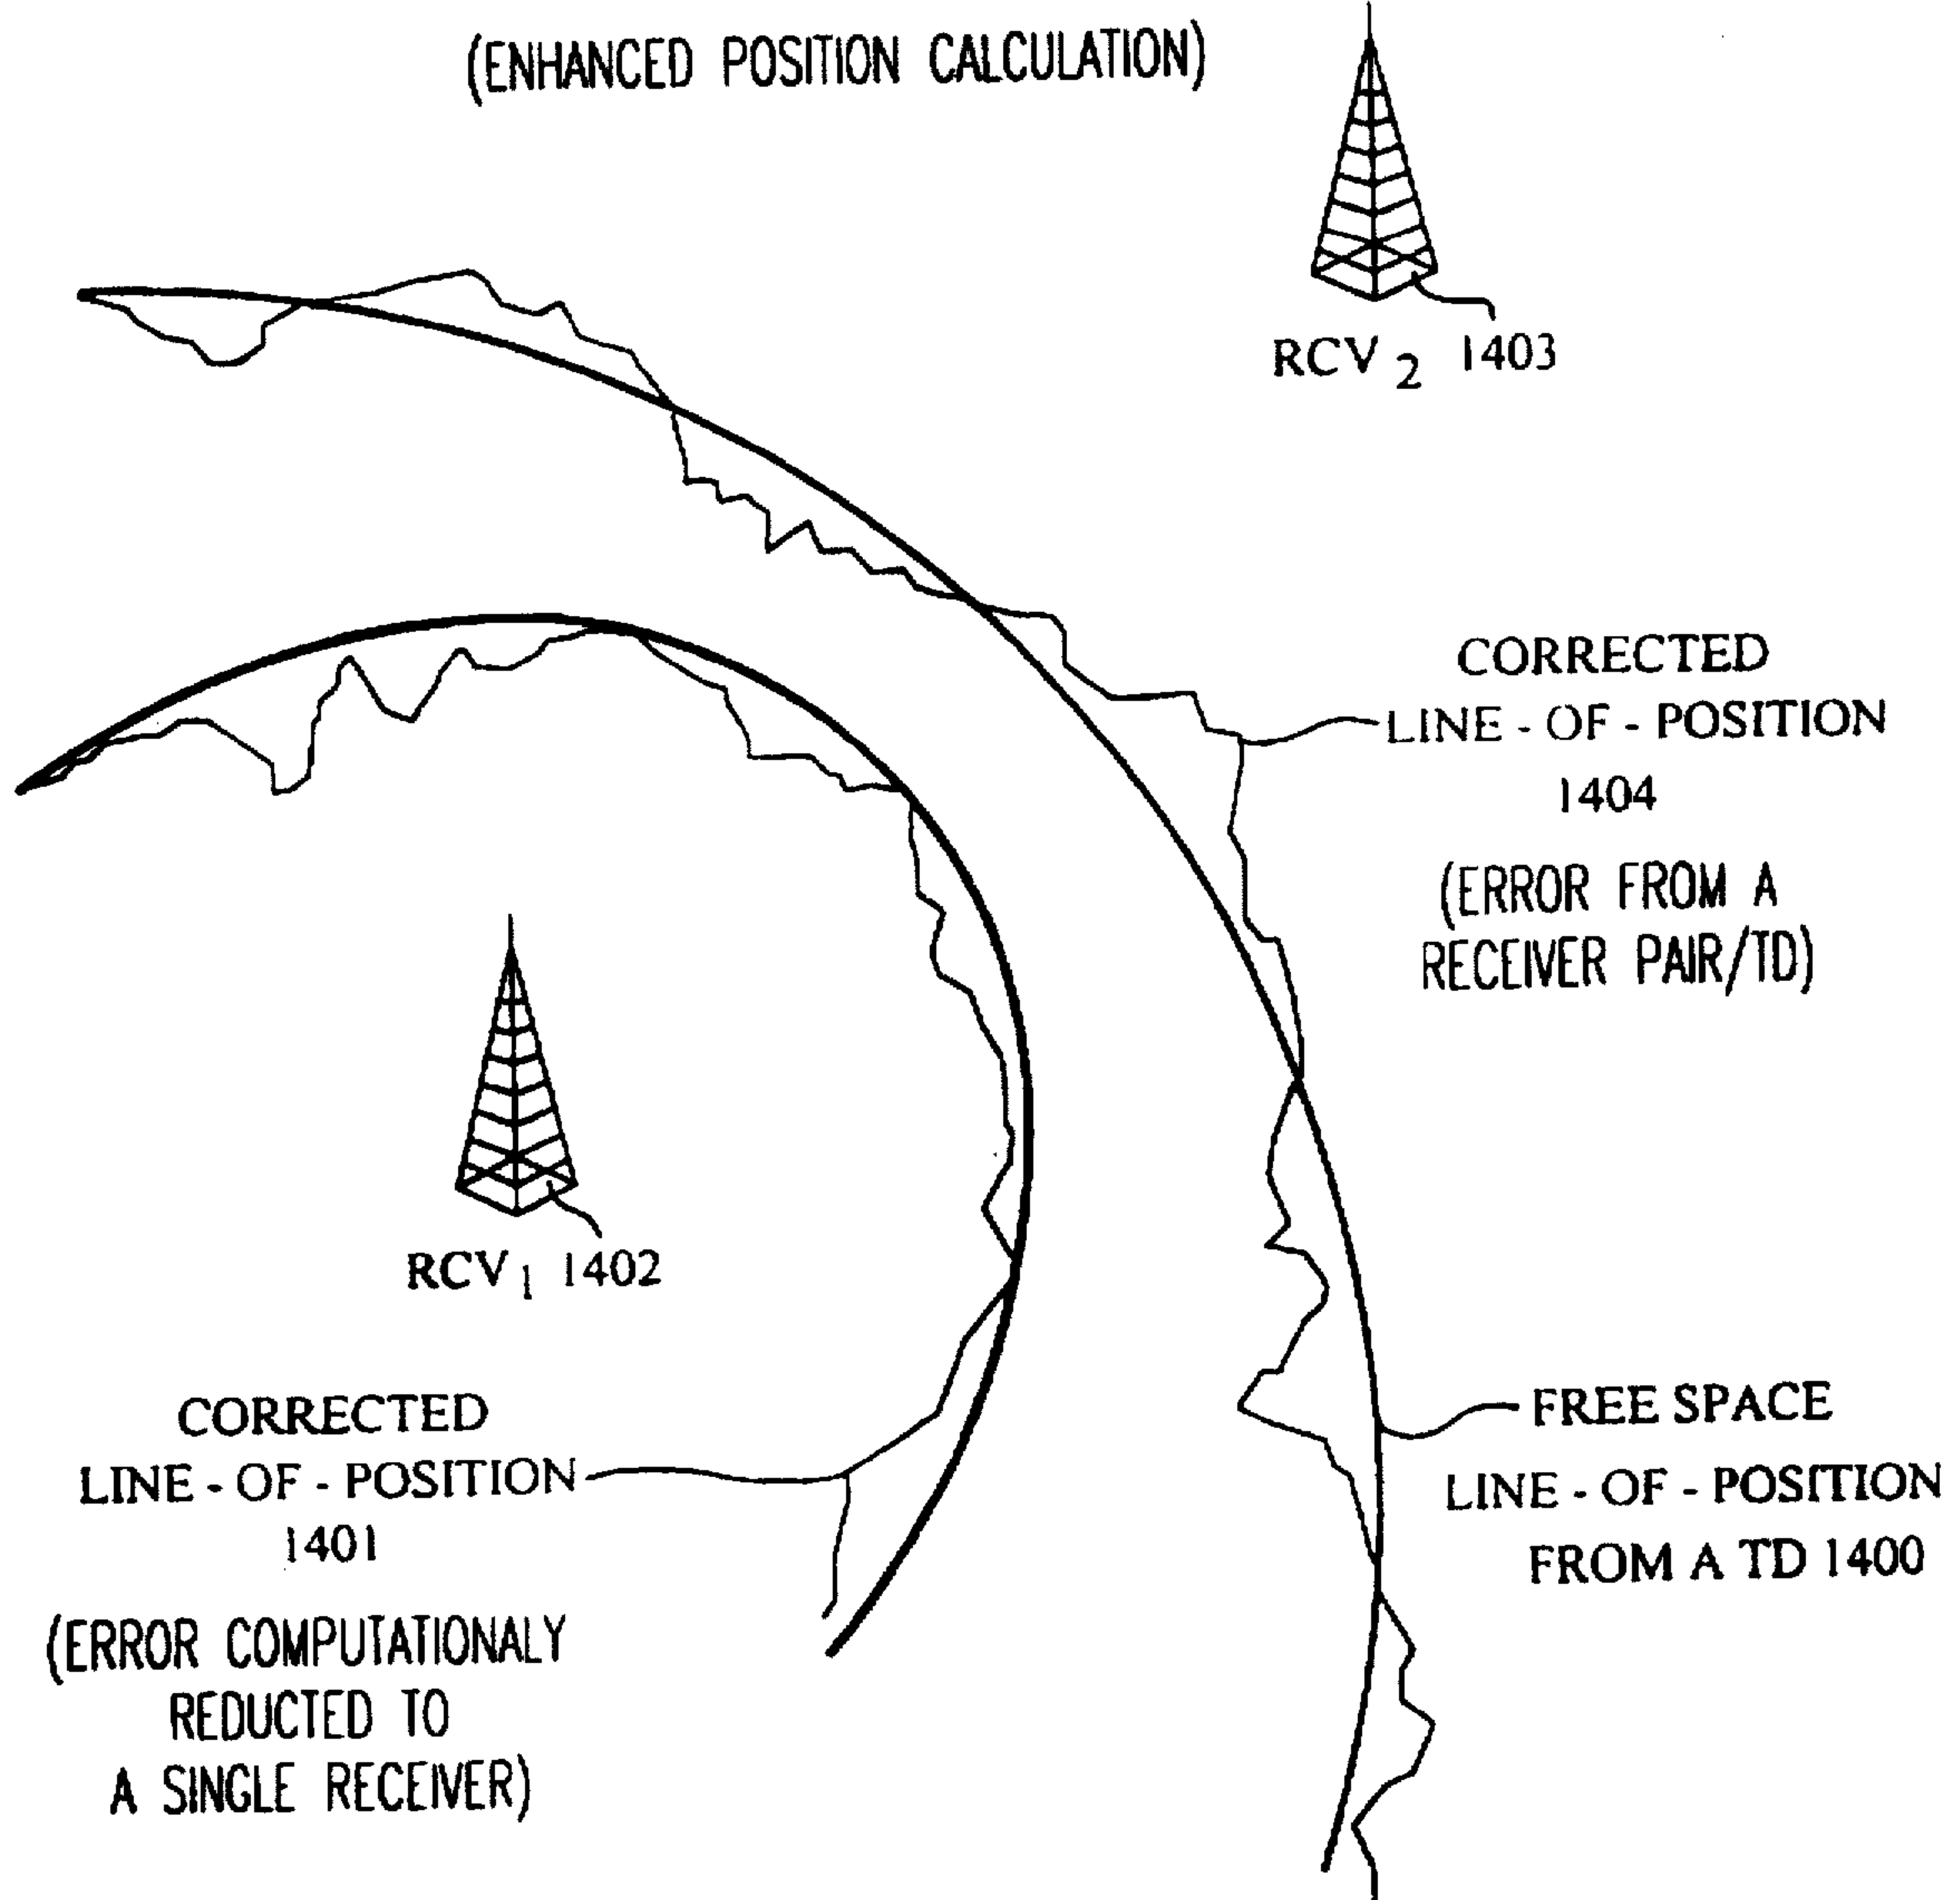 (ENHANCED POSITION CALCULATION)
RCV 2 1403
CORRECTED
LINE - OF - POSITION
1404
(ERROR FROM A
RECEIVER PAIR/TD)
RCV 1 1402
CORRECTED
LINE - OF - POSITION
1401
(ERROR COMPUTATIONALY
REDUCTED TO
A SINGLE RECEIVER)
FREE SPACE
LINE - OF - POSITION
FROM A TD 1400